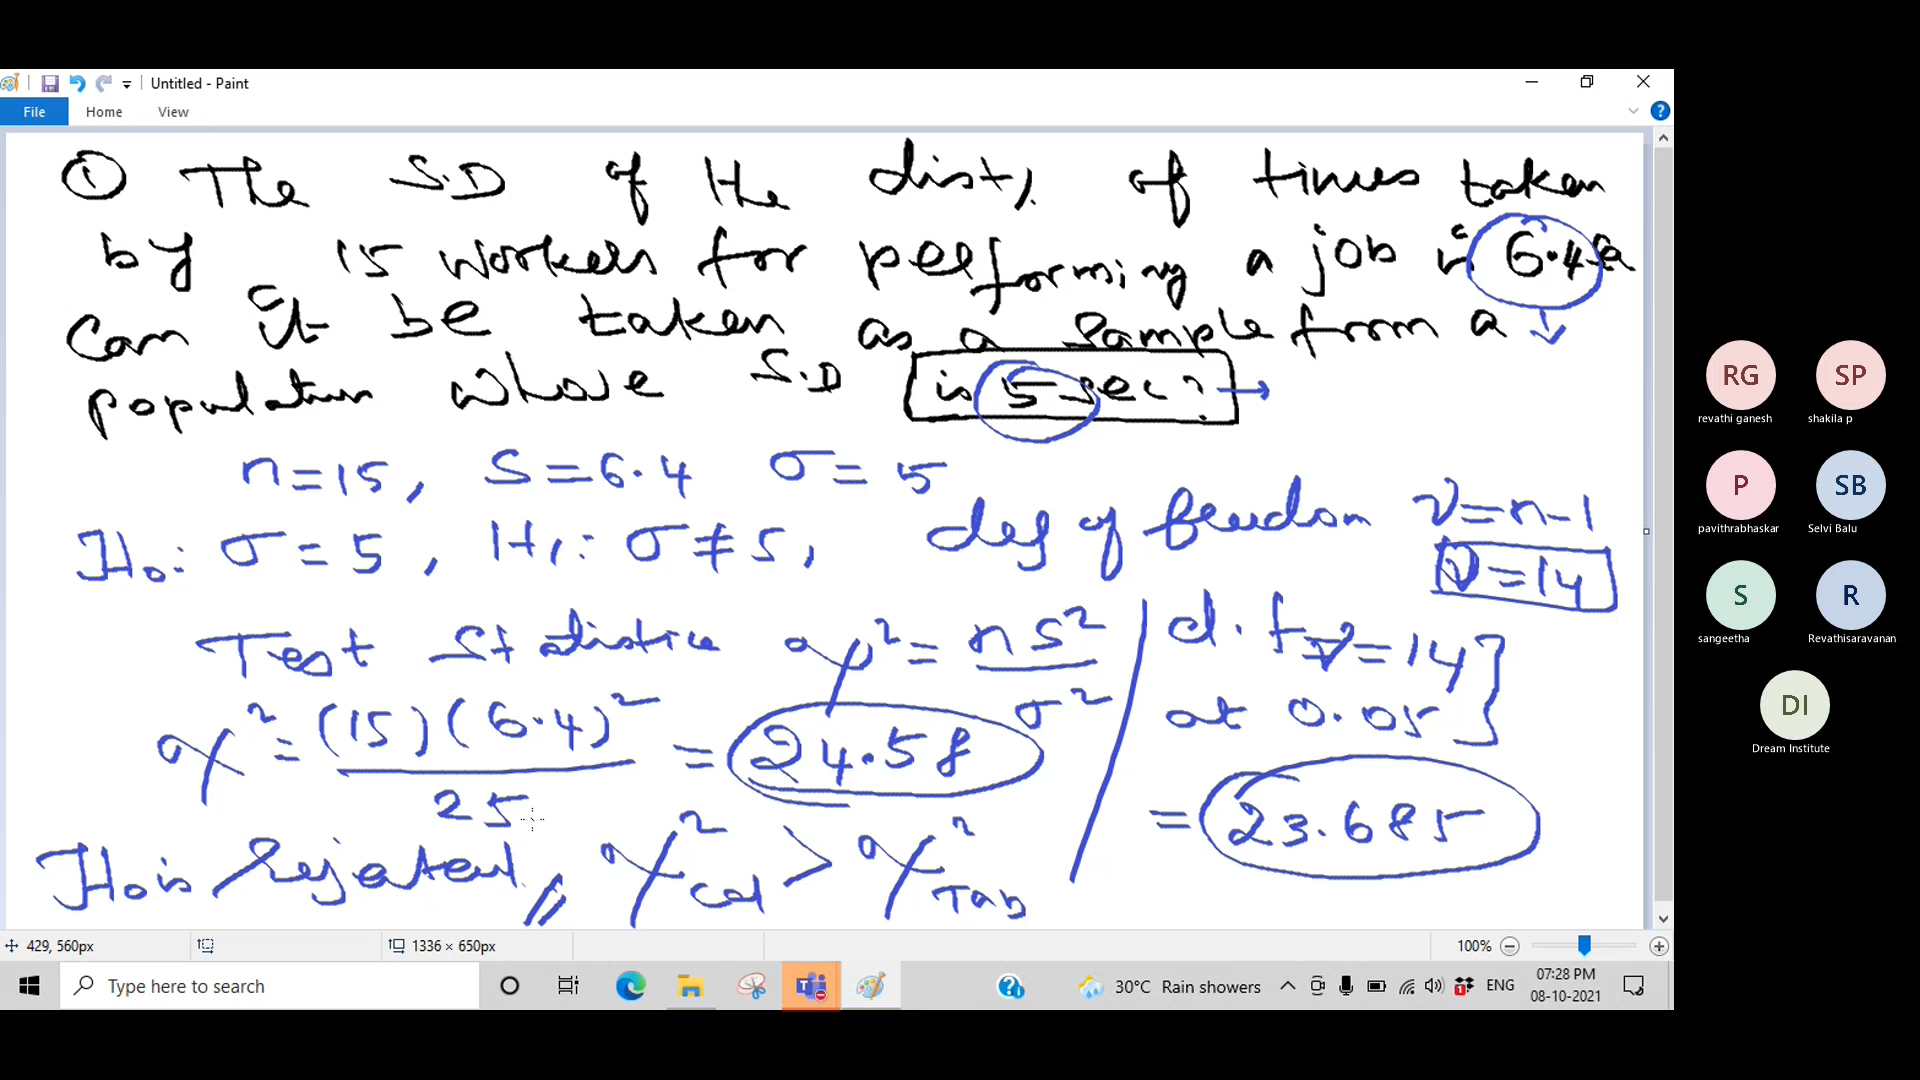 Untitled - Paint
File Home View
① The S.D of the distr. of times taken
by 15 workers for performing a job is 6.4 se
Can it be taken as a sample from a
population whose S.D is 5 sec?
n=15, S=6.4 σ=5
H₀: σ=5, H₁: σ≠5, deg of freedom ν=n-1
ν=14
Test Statistic χ² = ns²/σ²
d.f ν=14
at 0.05
χ² = (15)(6.4)²/25 = 24.58
= 23.685
H₀ is rejected, χ²cal > χ²Tab
429, 560px 1336 × 650px 100%
Type here to search
30°C Rain showers ENG 07:28 PM
08-10-2021
RG SP
revathi ganesh shakila p
P SB
pavithrabhaskar Selvi Balu
S R
sangeetha Revathisaravanan
DI
Dream Institute